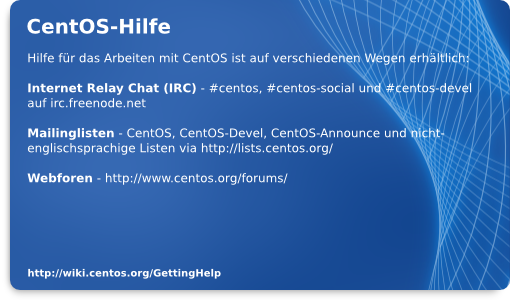 CentOS-Hilfe
Hilfe für das Arbeiten mit CentOS ist auf verschiedenen Wegen erhältlich:
Internet Relay Chat (IRC) - #centos, #centos-social und #centos-devel
auf irc.freenode.net
Mailinglisten - CentOS, CentOS-Devel, CentOS-Announce und nicht-
englischsprachige Listen via http://lists.centos.org/
Webforen - http://www.centos.org/forums/
http://wiki.centos.org/GettingHelp